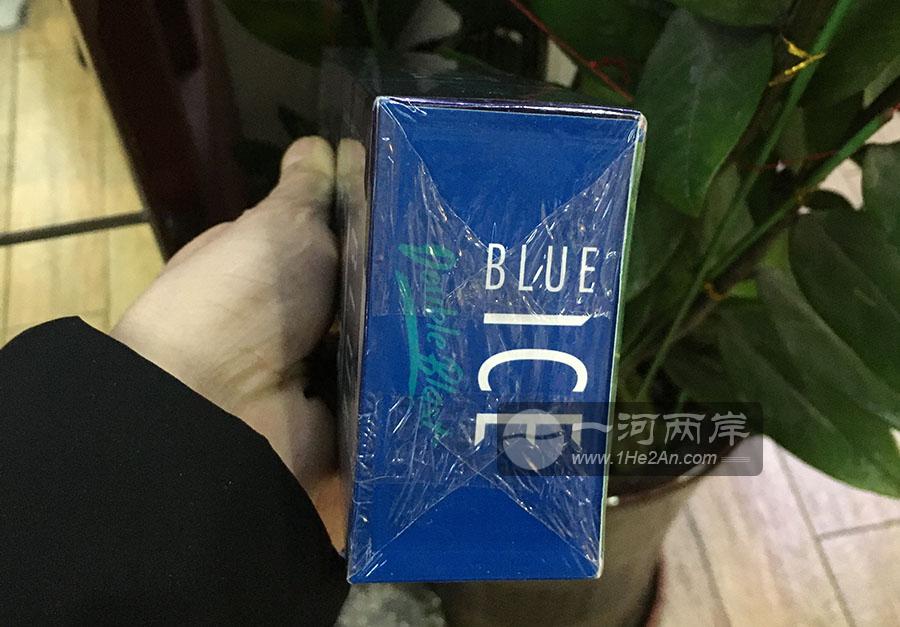 BLUE
ICE
Double Blast
一河两岸
www.1He2An.com